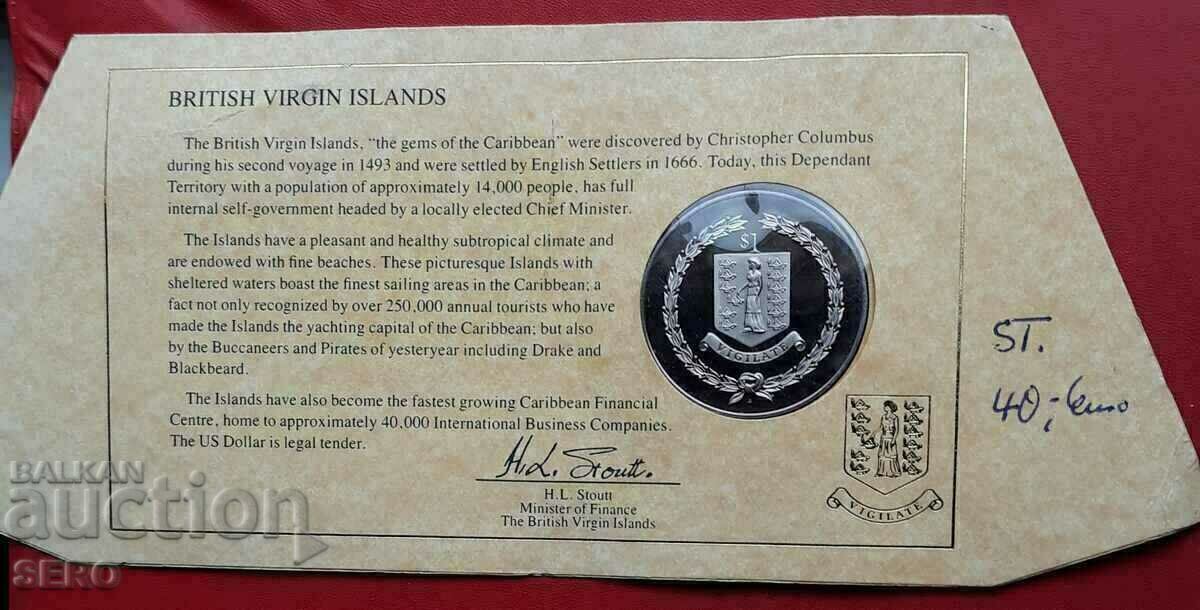 BRITISH VIRGIN ISLANDS
The British Virgin Islands, "the gems of the Caribbean" were discovered by Christopher Columbus
during his second voyage in 1493 and were settled by English Settlers in 1666. Today, this Dependant
Territory with a population of approximately 14,000 people, has full
internal self-government headed by a locally elected Chief Minister.
The Islands have a pleasant and healthy subtropical climate and
are endowed with fine beaches. These picturesque Islands with
sheltered waters boast the finest sailing areas in the Caribbean; a
fact not only recognized by over 250,000 annual tourists who have
made the Islands the yachting capital of the Caribbean; but also
by the Buccaneers and Pirates of yesteryear including Drake and
Blackbeard.
The Islands have also become the fastest growing Caribbean Financial
Centre, home to approximately 40,000 International Business Companies.
The US Dollar is legal tender.
H.L. Stoutt.
H.L. Stoutt
Minister of Finance
The British Virgin Islands
$1
VIGILATE
VIGILATE
ST.
40,- Euro
BALKAN
auction
SERO